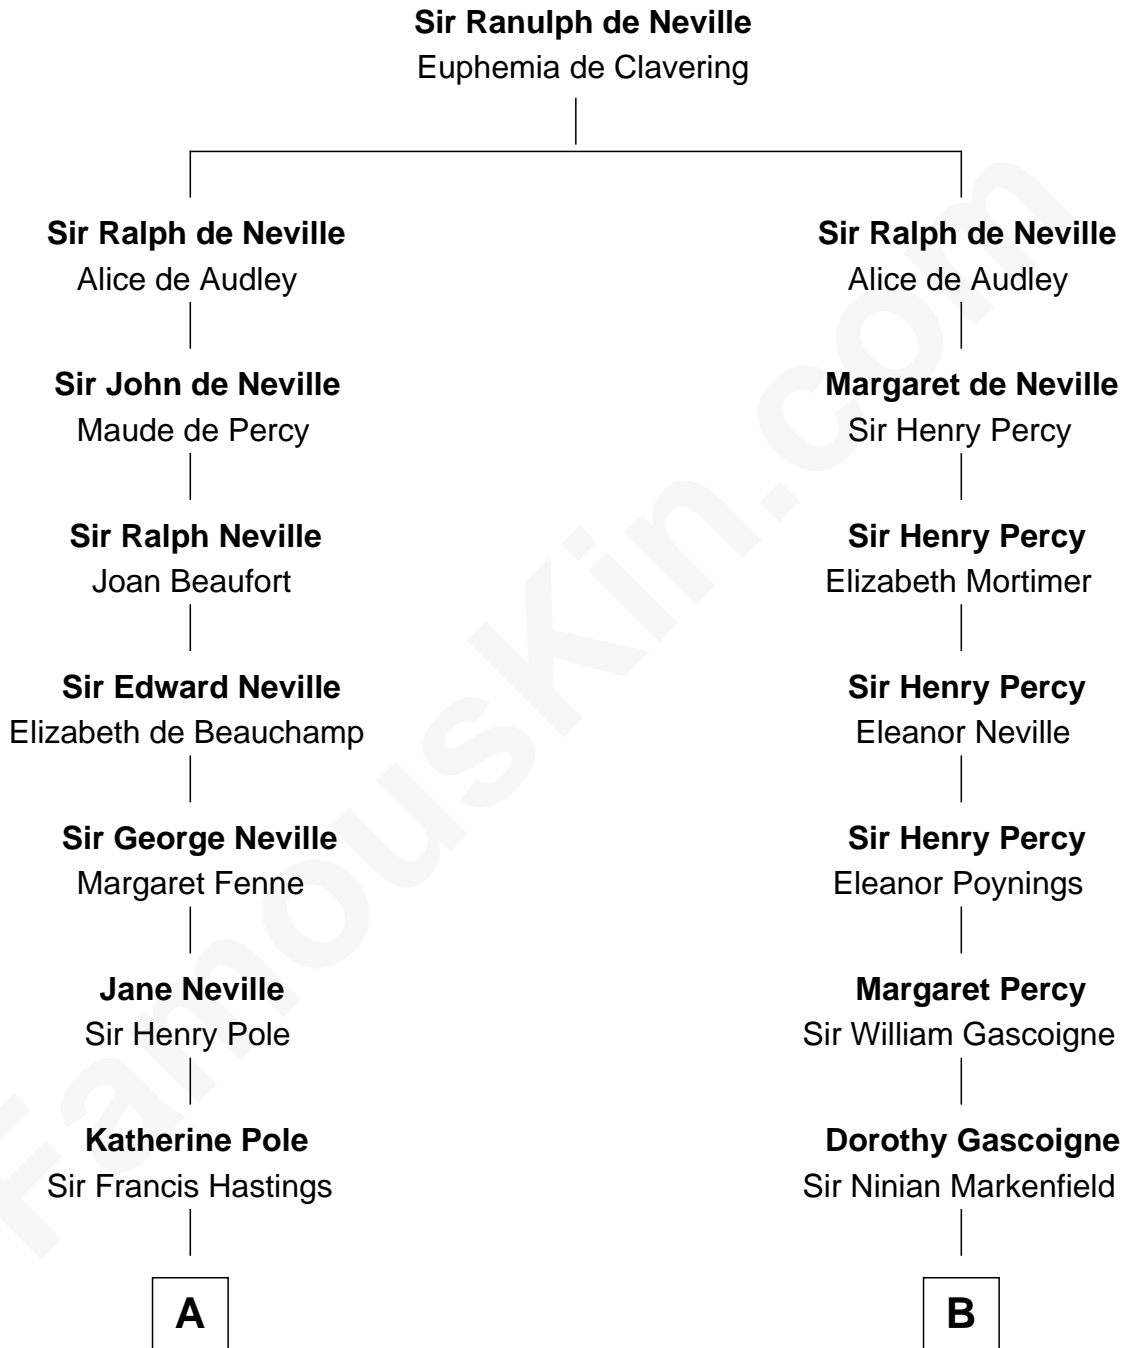 Sir Ranulph de Neville
Euphemia de Clavering
Sir Ralph de Neville
Alice de Audley
Sir Ralph de Neville
Alice de Audley
Sir John de Neville
Maude de Percy
Margaret de Neville
Sir Henry Percy
Sir Ralph Neville
Joan Beaufort
Sir Henry Percy
Elizabeth Mortimer
Sir Edward Neville
Elizabeth de Beauchamp
Sir Henry Percy
Eleanor Neville
Sir George Neville
Margaret Fenne
Sir Henry Percy
Eleanor Poynings
Jane Neville
Sir Henry Pole
Margaret Percy
Sir William Gascoigne
Katherine Pole
Sir Francis Hastings
Dorothy Gascoigne
Sir Ninian Markenfield
A
B
FamousKin.com